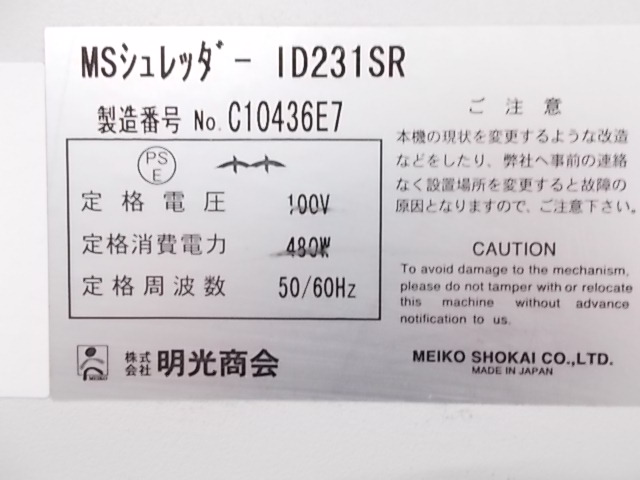 MSシュレッダー ID231SR
製造番号 No.C10436E7
PS
E
定格電圧 100V
定格消費電力 480W
定格周波数 50/60Hz
MEIKO
株式
会社 明光商会
ご注意
本機の現状を変更するような改造
などをしたり、弊社へ事前の連絡
なく設置場所を変更すると故障の
原因となりますので、ご注意下さい。
CAUTION
To avoid damage to the mechanism,
please do not tamper with or relocate
this machine without advance
notification to us.
MEIKO SHOKAI CO.,LTD.
MADE IN JAPAN